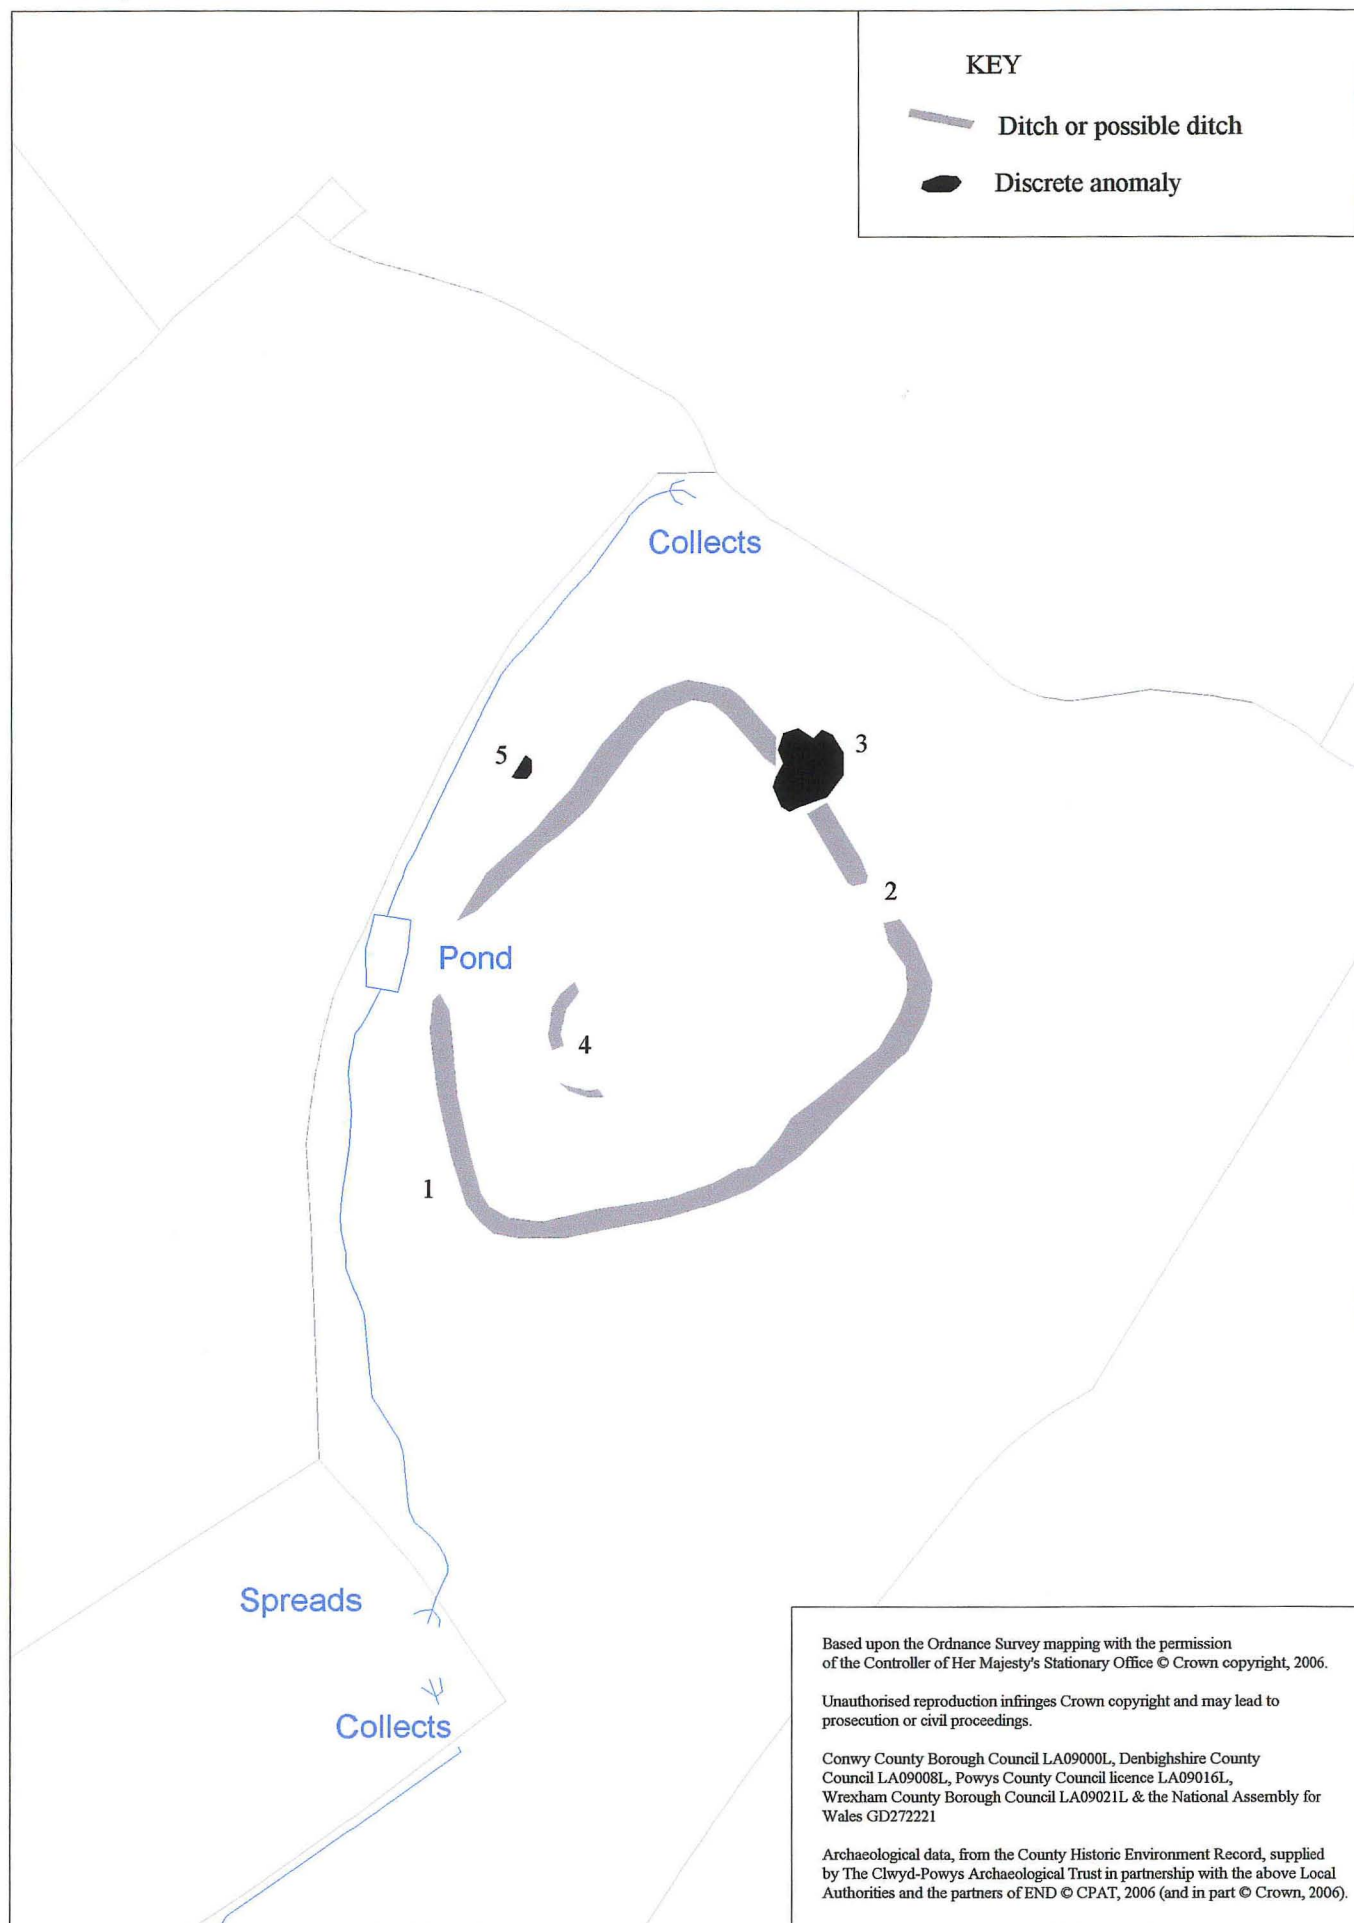 KEY
Ditch or possible ditch
Discrete anomaly
Collects
3
5
2
Pond
4
1
Spreads
Collects
Based upon the Ordnance Survey mapping with the permission
of the Controller of Her Majesty's Stationary Office © Crown copyright, 2006.
Unauthorised reproduction infringes Crown copyright and may lead to
prosecution or civil proceedings.
Conwy County Borough Council LA09000L, Denbighshire County
Council LA09008L, Powys County Council licence LA09016L,
Wrexham County Borough Council LA09021L & the National Assembly for
Wales GD272221
Archaeological data, from the County Historic Environment Record, supplied
by The Clwyd-Powys Archaeological Trust in partnership with the above Local
Authorities and the partners of END © CPAT, 2006 (and in part © Crown, 2006).